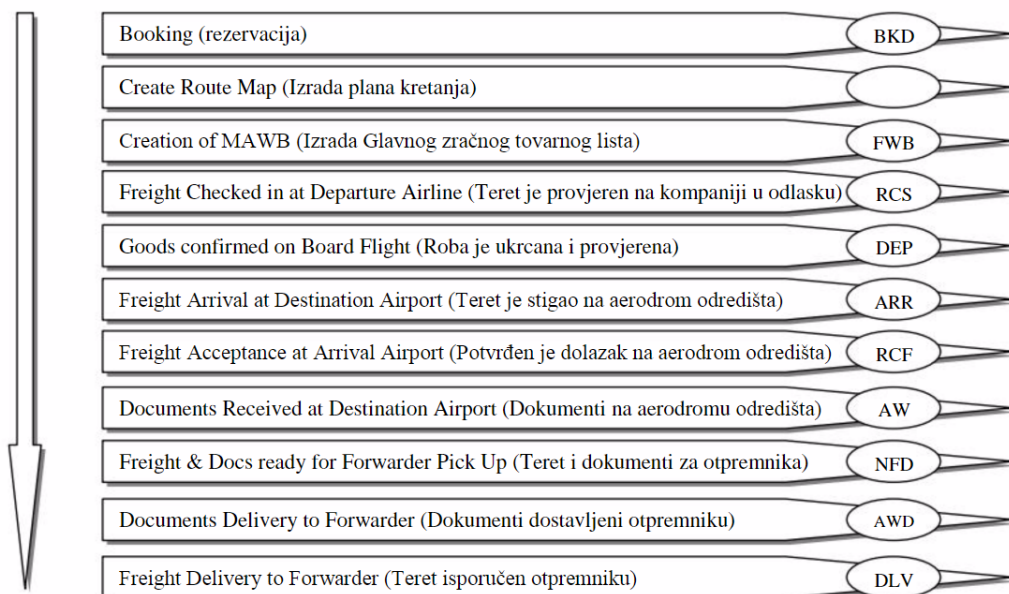 Booking (rezervacija) BKD
Create Route Map (Izrada plana kretanja)
Creation of MAWB (Izrada Glavnog zračnog tovarnog lista) FWB
Freight Checked in at Departure Airline (Teret je provjeren na kompaniji u odlasku) RCS
Goods confirmed on Board Flight (Roba je ukrcana i provjerena) DEP
Freight Arrival at Destination Airport (Teret je stigao na aerodrom odredišta) ARR
Freight Acceptance at Arrival Airport (Potvrđen je dolazak na aerodrom odredišta) RCF
Documents Received at Destination Airport (Dokumenti na aerodromu odredišta) AW
Freight & Docs ready for Forwarder Pick Up (Teret i dokumenti za otpremnika) NFD
Documents Delivery to Forwarder (Dokumenti dostavljeni otpremniku) AWD
Freight Delivery to Forwarder (Teret isporučen otpremniku) DLV